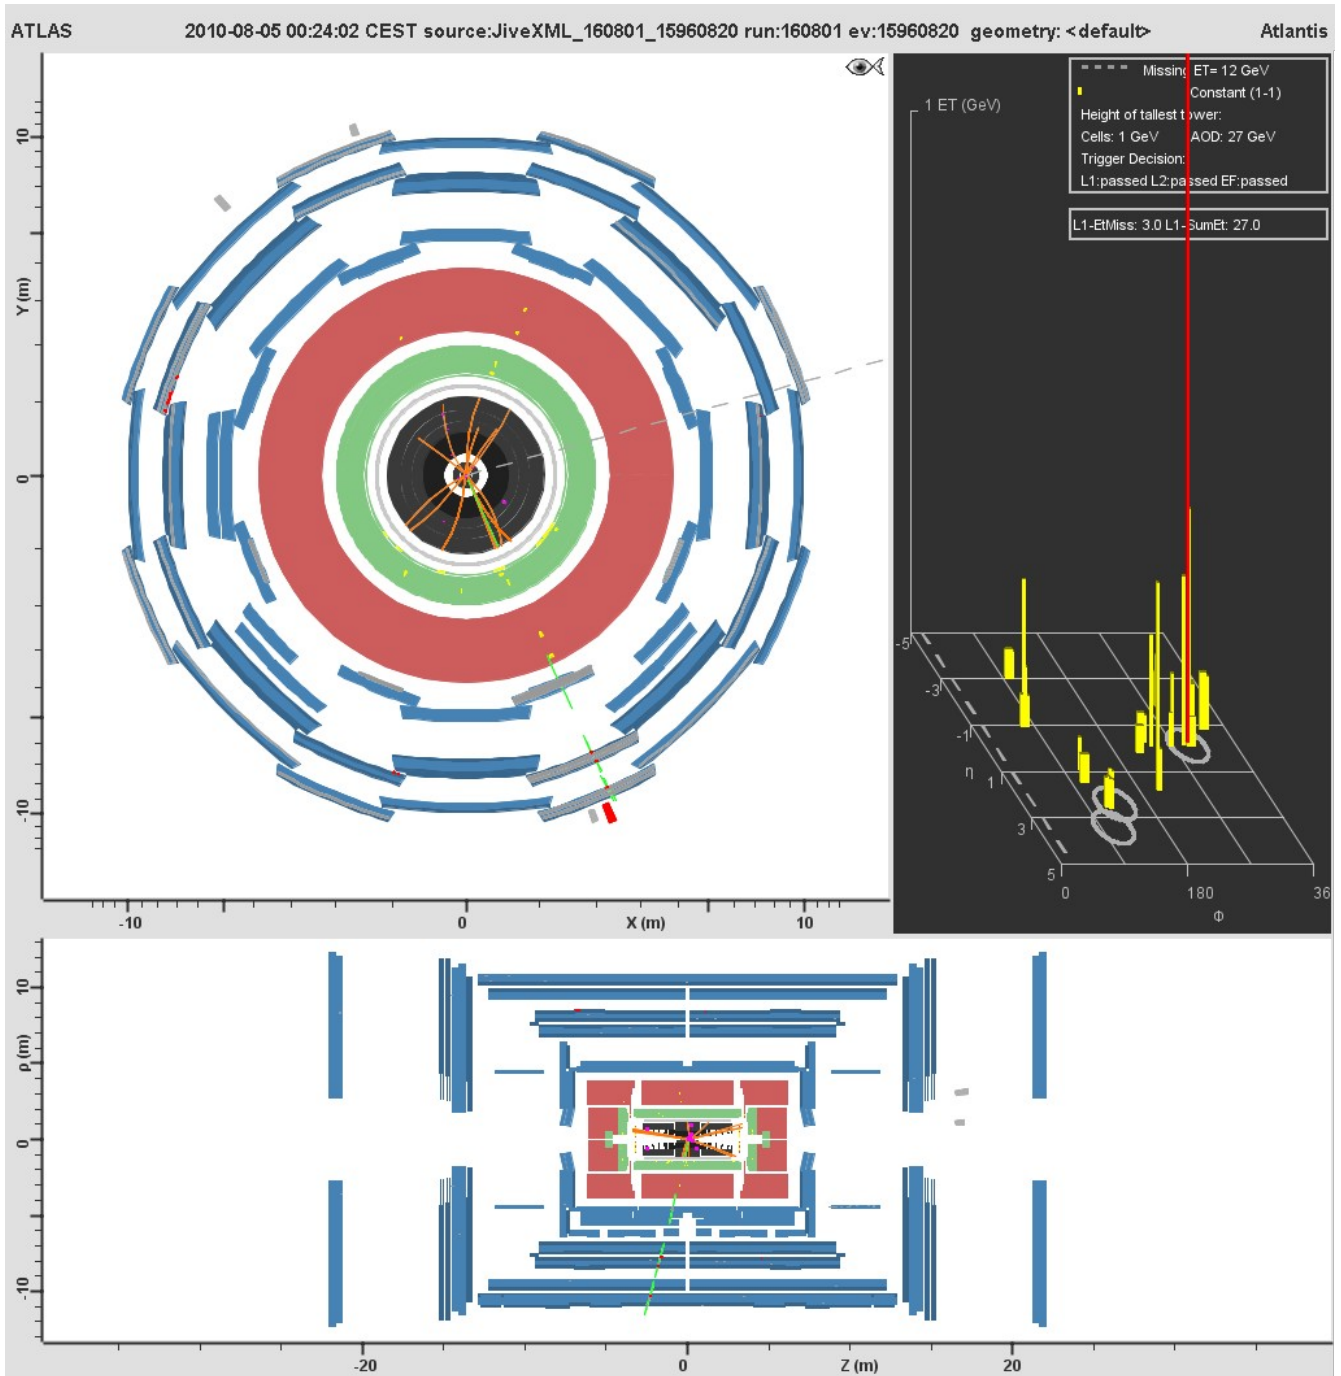 ATLAS 2010-08-05 00:24:02 CEST source:JiveXML_160801_15960820 run:160801 ev:15960820 geometry: <default> Atlantis
10
0
-10
Y (m)
-10 0 X (m) 10
1 ET (GeV)
Missing ET= 12 GeV
Constant (1-1)
Height of tallest tower:
Cells: 1 GeV AOD: 27 GeV
Trigger Decision:
L1:passed L2:passed EF:passed
L1-EtMiss: 3.0 L1-SumEt: 27.0
-5
-3
-1
η
1
3
5
0 180 36
Φ
10
0
-10
ρ (m)
-20 0 Z (m) 20